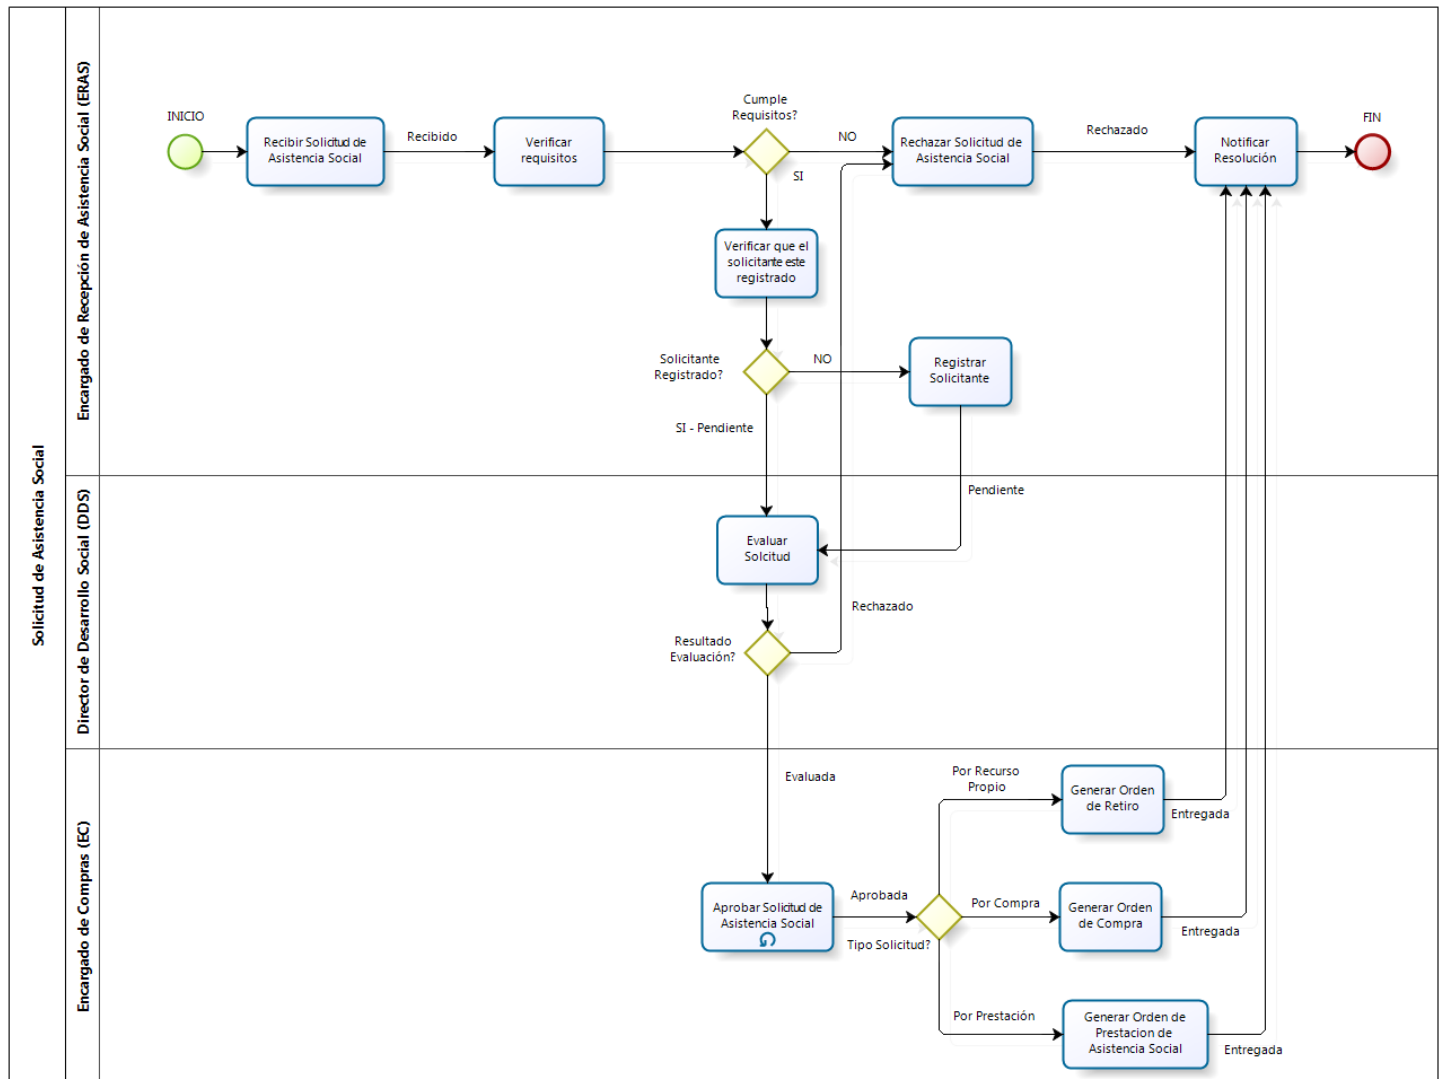 Solicitud de Asistencia Social
Encargado de Recepción de Asistencia Social (ERAS)
INICIO
Recibir Solicitud de
Asistencia Social
Recibido
Verificar
requisitos
Cumple
Requisitos?
NO
SI
Rechazar Solicitud de
Asistencia Social
Rechazado
Notificar
Resolución
FIN
Verificar que el
solicitante este
registrado
Solicitante
Registrado?
NO
Registrar
Solicitante
SI - Pendiente
Director de Desarrollo Social (DDS)
Pendiente
Evaluar
Solcitud
Rechazado
Resultado
Evaluación?
Encargado de Compras (EC)
Evaluada
Aprobar Solicitud de
Asistencia Social
Aprobada
Tipo Solicitud?
Por Recurso
Propio
Generar Orden
de Retiro
Entregada
Por Compra
Generar Orden
de Compra
Entregada
Por Prestación
Generar Orden de
Prestacion de
Asistencia Social
Entregada